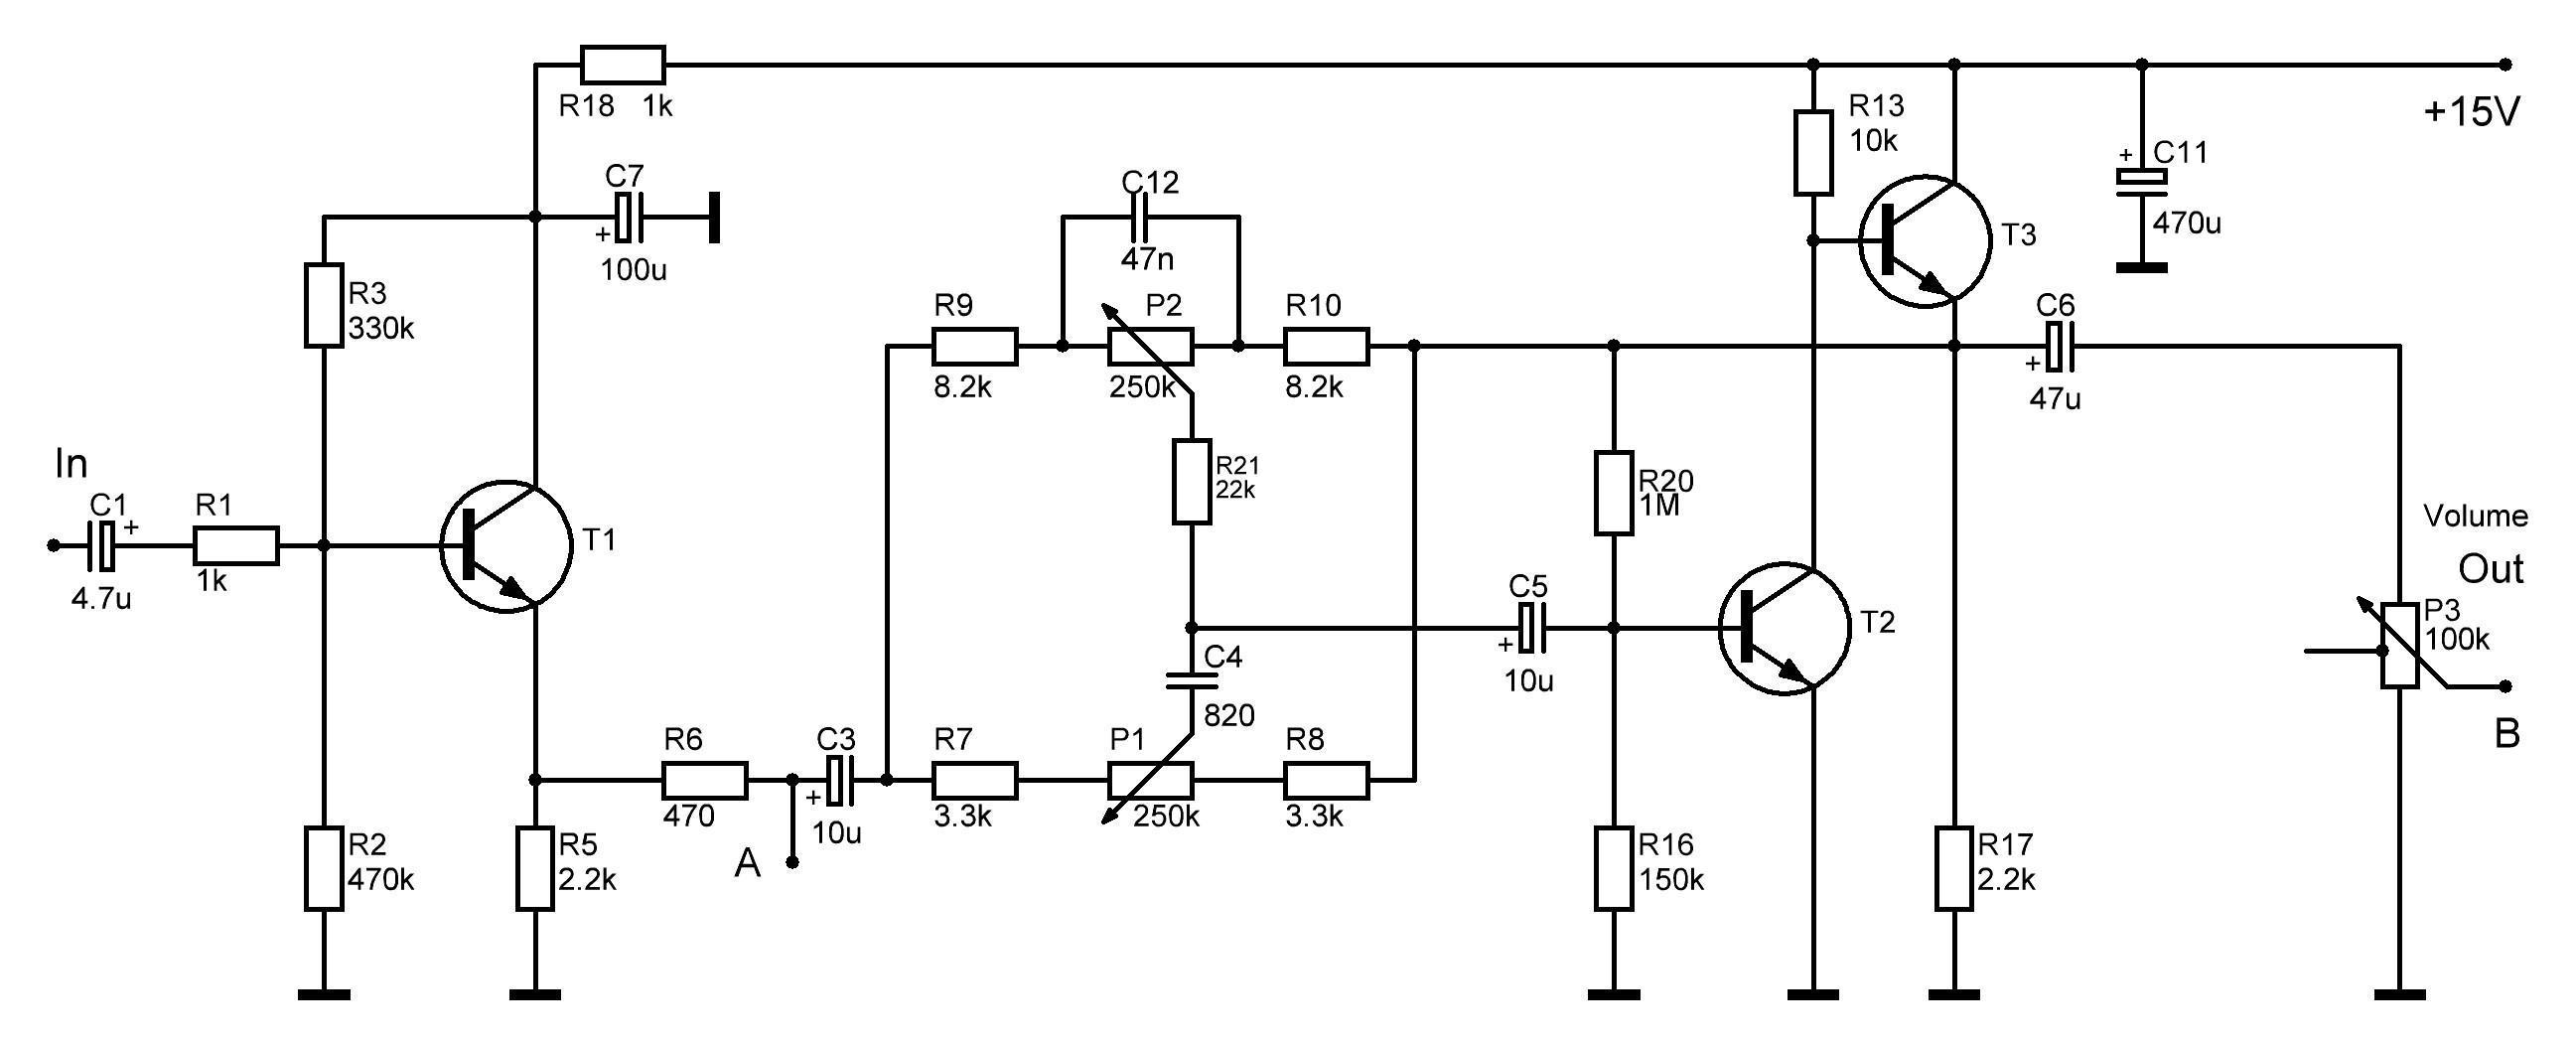 R18 1k
+15V
R13
10k
+ C11
470u
C7
+
100u
C12
47n
T3
R3
330k
R9
8.2k
P2
250k
R10
8.2k
C6
+
47u
In
C1 +
4.7u
R1
1k
T1
R21
22k
R20
1M
Volume
Out
C5
+
10u
T2
P3
100k
C4
820
B
R6
470
C3
+
10u
A
R7
3.3k
P1
250k
R8
3.3k
R2
470k
R5
2.2k
R16
150k
R17
2.2k